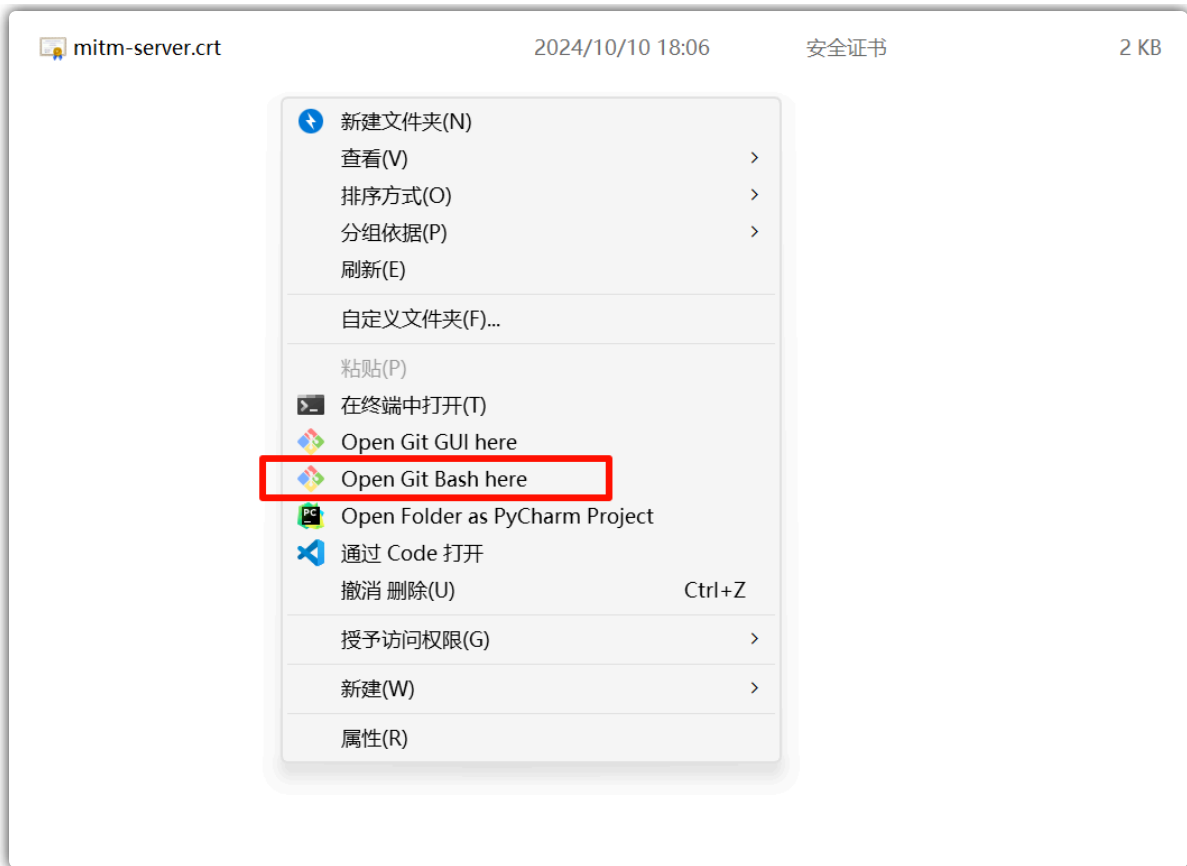 mitm-server.crt 2024/10/10 18:06 安全证书 2 KB
新建文件夹(N)
查看(V)
排序方式(O)
分组依据(P)
刷新(E)
自定义文件夹(F)...
粘贴(P)
在终端中打开(T)
Open Git GUI here
Open Git Bash here
Open Folder as PyCharm Project
通过 Code 打开
撤消 删除(U) Ctrl+Z
授予访问权限(G)
新建(W)
属性(R)